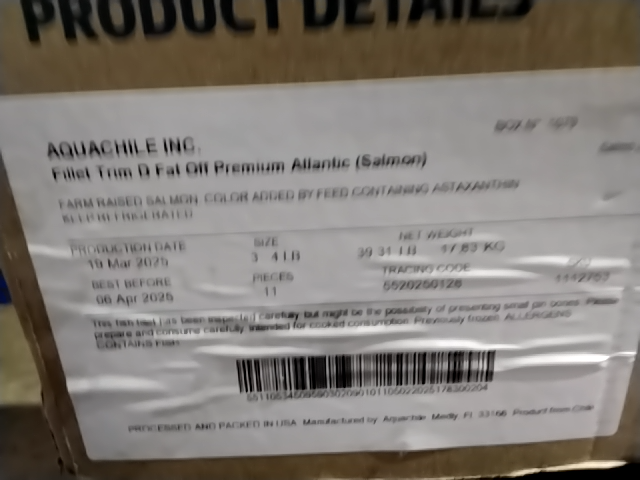 PRODUCT DETAILS
AQUACHILE INC.
Fillet Trim D Fat Off Premium Atlantic (Salmon)
FARM RAISED SALMON. COLOR ADDED BY FEED CONTAINING ASTAXANTHIN
KEEP REFRIGERATED
PRODUCTION DATE SIZE NET WEIGHT
19 Mar 2025 3 4 LB 39.31 LB 17.83 KG
BEST BEFORE PIECES TRACING CODE
06 Apr 2025 11 5520250126
This fish has been inspected carefully but might be the possibility of presenting small pin bones. Please
prepare and consume carefully. Intended for cooked consumption. Previously frozen. ALLERGENS
CONTAINS Fish
PROCESSED AND PACKED IN USA Manufactured by Aquachile Medly FL 33166 Product from Chile